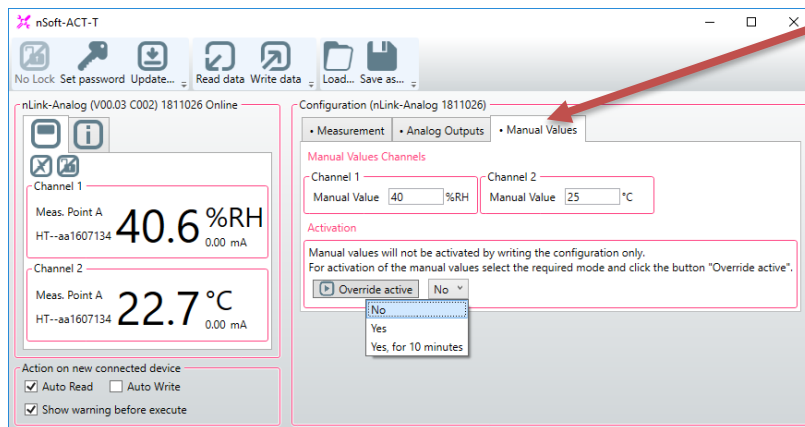 nSoft-ACT-T
No Lock Set password Update... Read data Write data Load... Save as...
nLink-Analog (V00.03 C002) 1811026 Online
Channel 1
Meas. Point A
HT--aa1607134
40.6 %RH
0.00 mA
Channel 2
Meas. Point A
HT--aa1607134
22.7 °C
0.00 mA
Action on new connected device
Auto Read Auto Write
Show warning before execute
Configuration (nLink-Analog 1811026)
• Measurement • Analog Outputs • Manual Values
Manual Values Channels
Channel 1
Manual Value 40 %RH
Channel 2
Manual Value 25 °C
Activation
Manual values will not be activated by writing the configuration only.
For activation of the manual values select the required mode and click the button "Override active".
Override active No
No
Yes
Yes, for 10 minutes